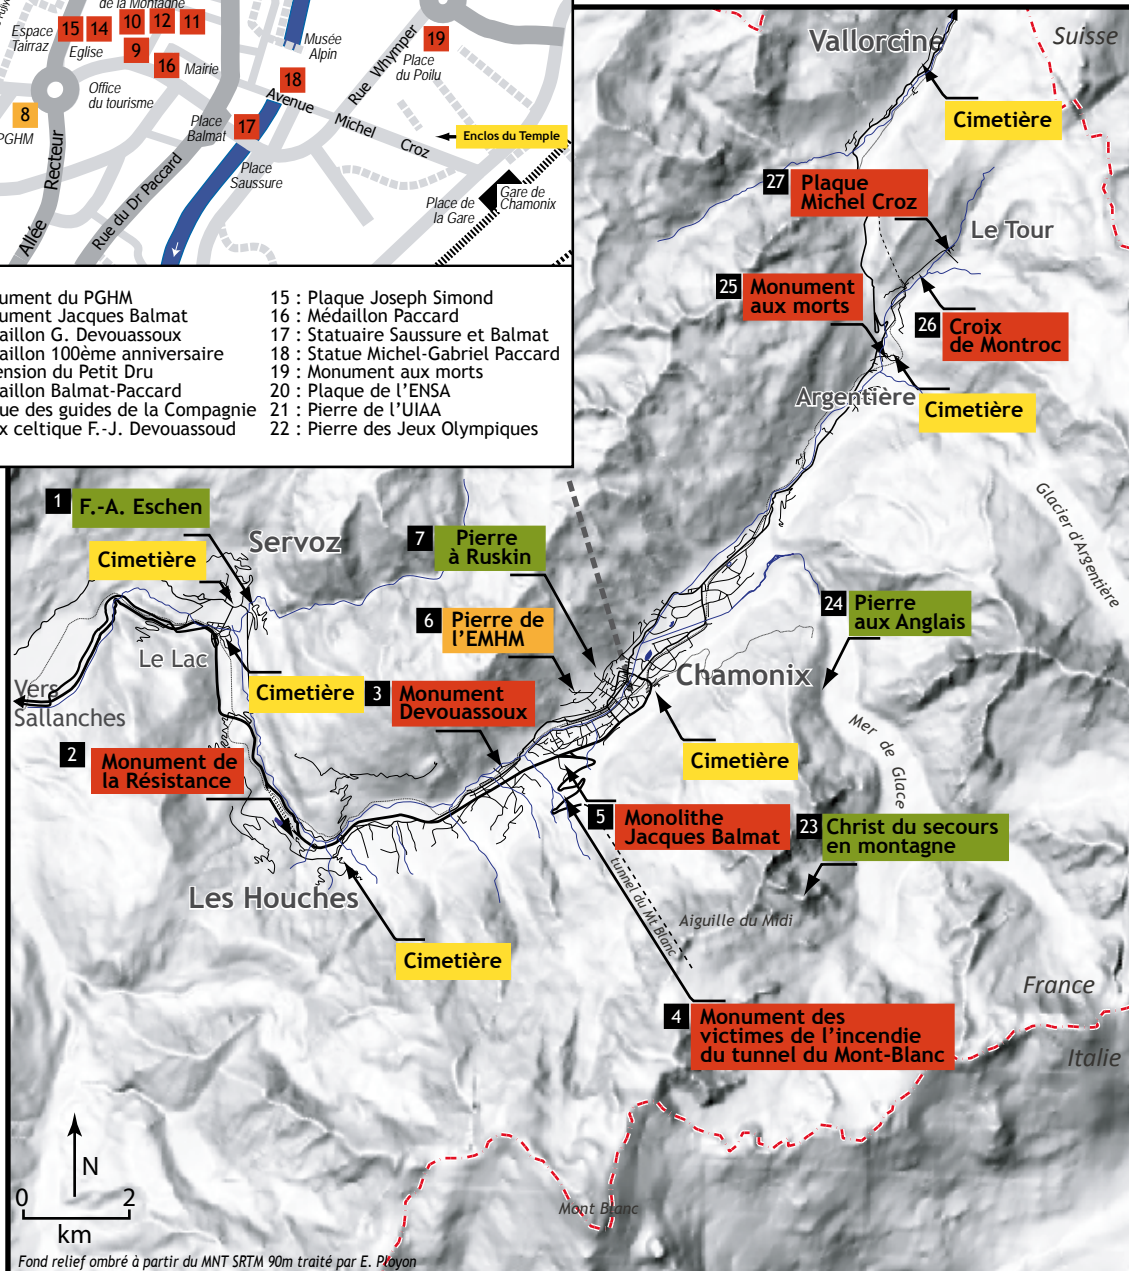 de la Montagne
Espace
Tairraz
15
14
10
12
11
Eglise
9
16
Mairie
Musée
Alpin
19
Place
du Poilu
Rue Whymper
18
Avenue
Michel
Croz
Office
du tourisme
8
PGHM
Place
Balmat
17
Place
Saussure
Enclos du Temple
Gare de
Chamonix
Place de
la Gare
Allée
Recteur
Rue du Dr Paccard
ument du PGHM
ument Jacques Balmat
aillon G. Devouassoux
aillon 100ème anniversaire
ension du Petit Dru
aillon Balmat-Paccard
ue des guides de la Compagnie
x celtique F.-J. Devouassoud
15 : Plaque Joseph Simond
16 : Médaillon Paccard
17 : Statuaire Saussure et Balmat
18 : Statue Michel-Gabriel Paccard
19 : Monument aux morts
20 : Plaque de l'ENSA
21 : Pierre de l'UIAA
22 : Pierre des Jeux Olympiques
Vallorcine
Suisse
Cimetière
27
Plaque
Michel Croz
Le Tour
25
Monument
aux morts
26
Croix
de Montroc
Argentière
Cimetière
Glacier d'Argentière
1
F.-A. Eschen
Servoz
Cimetière
7
Pierre
à Ruskin
6
Pierre de
l'EMHM
24
Pierre
aux Anglais
Le Lac
Chamonix
Vers
Sallanches
Cimetière
3
Monument
Devouassoux
Mer de Glace
2
Monument de
la Résistance
Cimetière
5
Monolithe
Jacques Balmat
23
Christ du secours
en montagne
Les Houches
tunnel du Mt Blanc
Aiguille du Midi
Cimetière
France
4
Monument des
victimes de l'incendie
du tunnel du Mont-Blanc
Italie
N
0
2
km
Mont Blanc
Fond relief ombré à partir du MNT SRTM 90m traité par E. Ployon